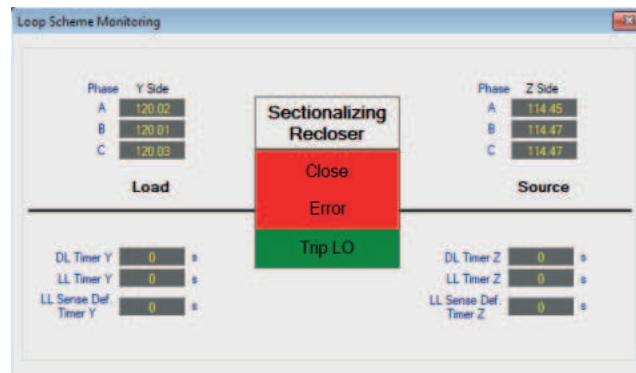 Loop Scheme Monitoring
Phase Y Side
A 120.02
B 120.01
C 120.03
Load
Sectionalizing
Recloser
Close
Error
Trip LO
Phase Z Side
A 114.45
B 114.47
C 114.47
Source
DL Timer Y 0 s
LL Timer Y 0 s
LL Sense Def.
Timer Y 0 s
DL Timer Z 0 s
LL Timer Z 0 s
LL Sense Def.
Timer Z 0 s